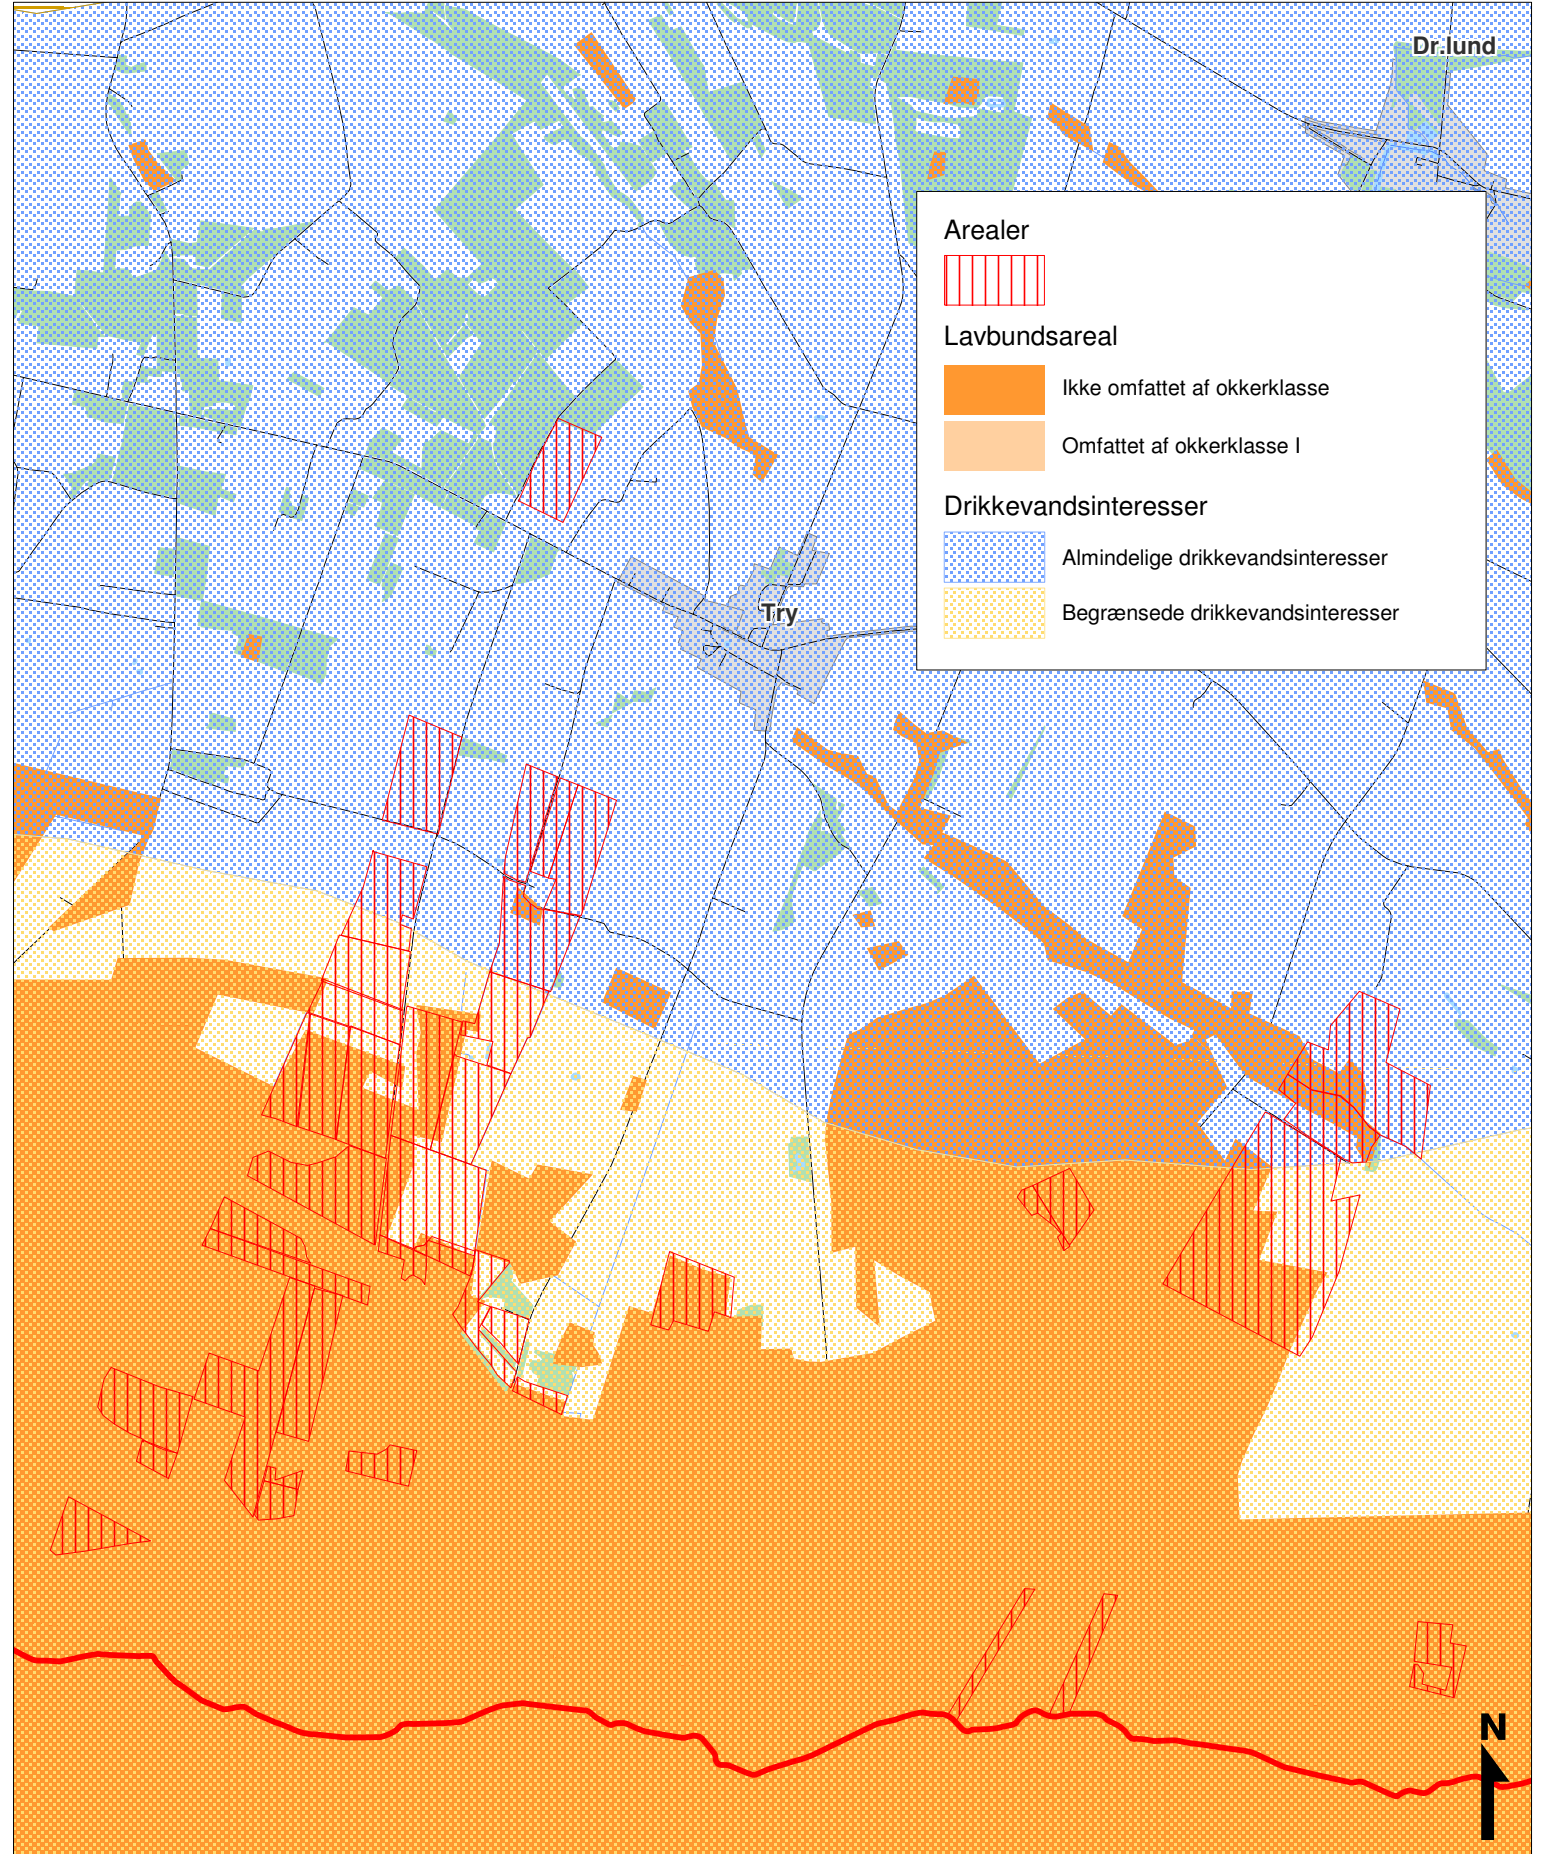 Dr.lund
Arealer
Lavbundsareal
Ikke omfattet af okkerklasse
Omfattet af okkerklasse I
Drikkevandsinteresser
Almindelige drikkevandsinteresser
Begrænsede drikkevandsinteresser
Try
N